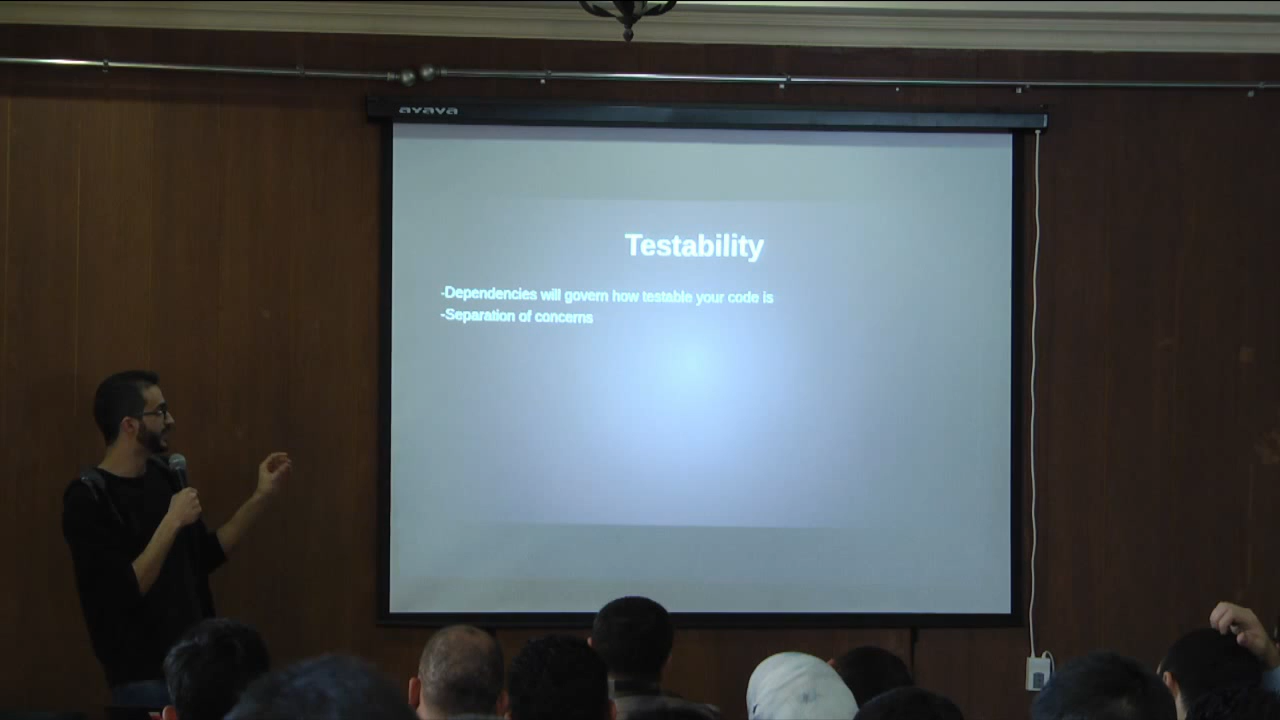 avaya
Testability
-Dependencies will govern how testable your code is
-Separation of concerns